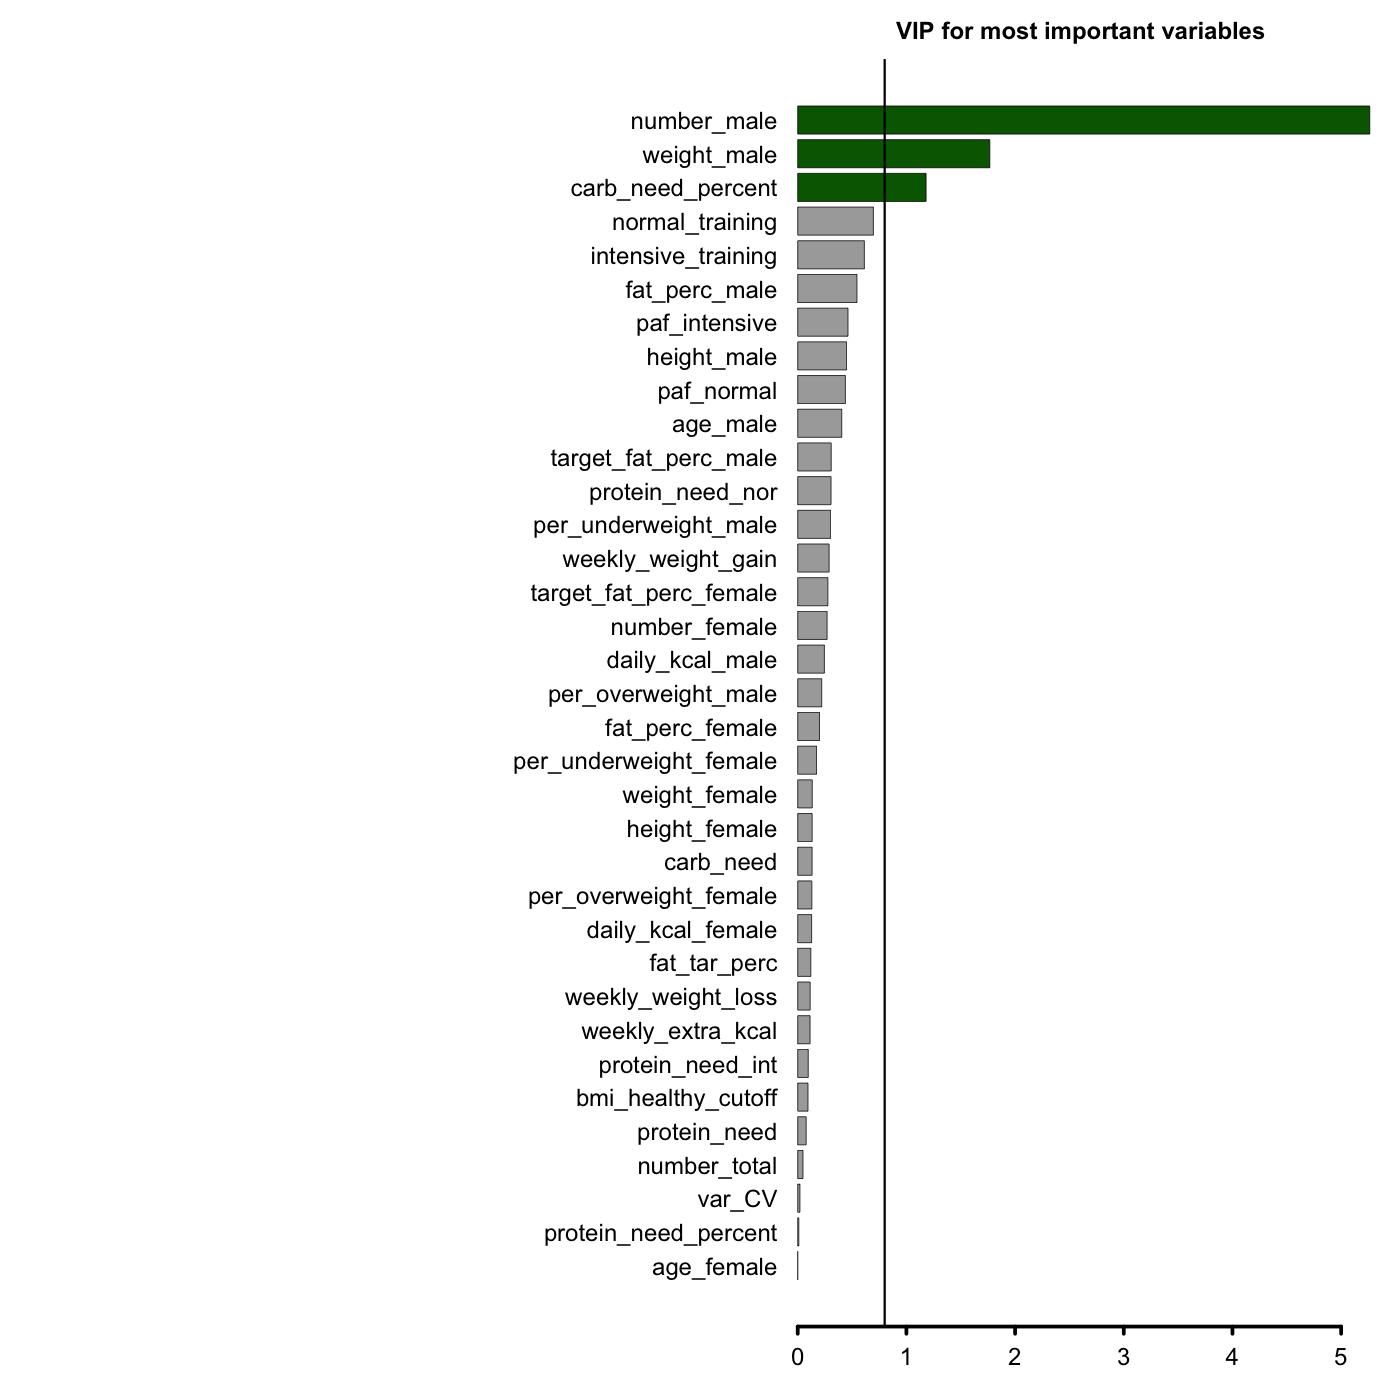 VIP for most important variables
number_male
weight_male
carb_need_percent
normal_training
intensive_training
fat_perc_male
paf_intensive
height_male
paf_normal
age_male
target_fat_perc_male
protein_need_nor
per_underweight_male
weekly_weight_gain
target_fat_perc_female
number_female
daily_kcal_male
per_overweight_male
fat_perc_female
per_underweight_female
weight_female
height_female
carb_need
per_overweight_female
daily_kcal_female
fat_tar_perc
weekly_weight_loss
weekly_extra_kcal
protein_need_int
bmi_healthy_cutoff
protein_need
number_total
var_CV
protein_need_percent
age_female
0 1 2 3 4 5